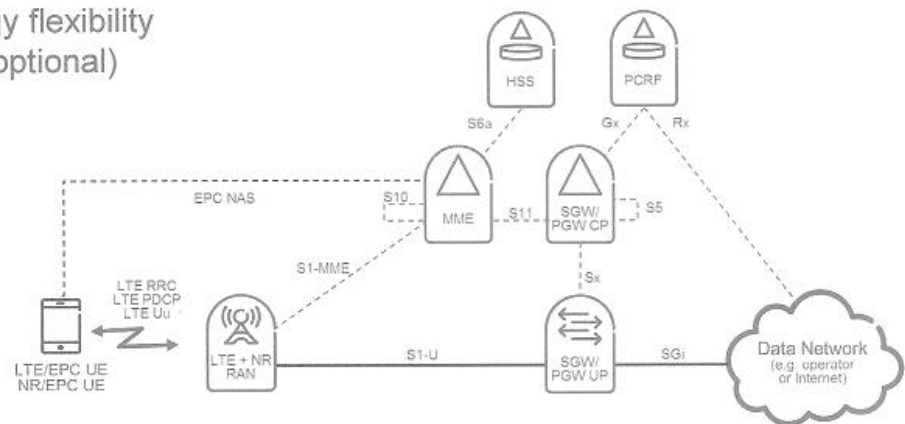 gy flexibility
optional)
HSS
PCRF
S6a
Gx
Rx
EPC NAS
S10
MME
S11
SGW/
PGW CP
S5
S1-MME
Sx
LTE RRC
LTE PDCP
LTE Uu
LTE + NR
RAN
S1-U
SGW/
PGW UP
SGi
Data Network
(e.g. operator
or Internet)
LTE/EPC UE
NR/EPC UE